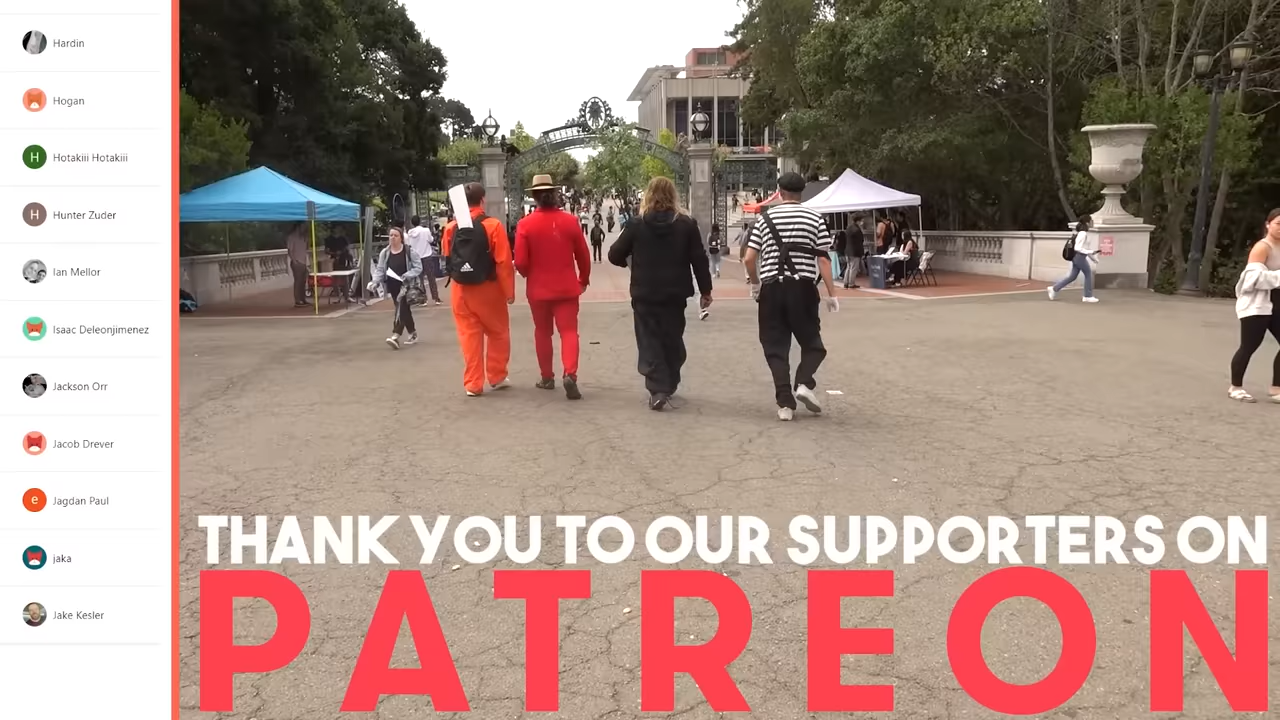 Hardin
Hogan
H Hotakiii Hotakiii
H Hunter Zuder
Ian Mellor
Isaac Deleonjimenez
Jackson Orr
Jacob Drever
e Jagdan Paul
jaka
Jake Kesler
adidas
THANK YOU TO OUR SUPPORTERS ON
PATREON